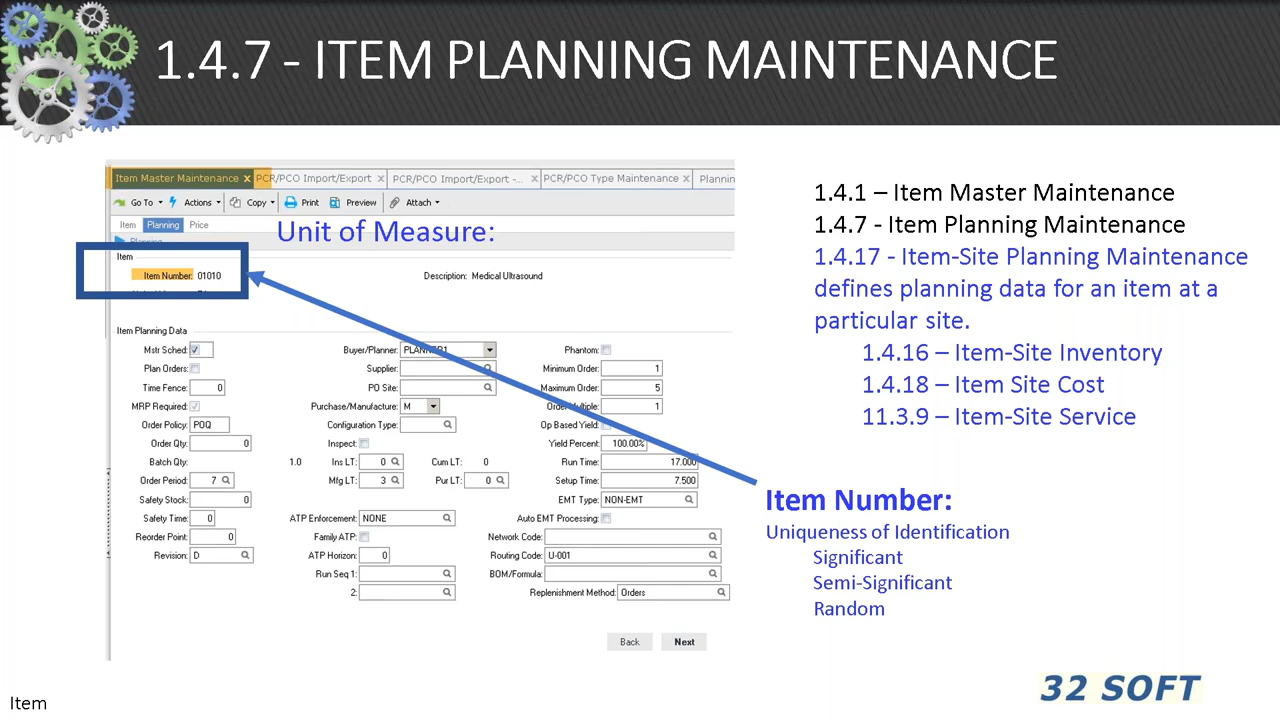 1.4.7 - ITEM PLANNING MAINTENANCE
Item Master Maintenance x PCR/PCO Import/Export x PCR/PCO Import/Export -... x PCR/PCO Type Maintenance x Plannin
Go To Actions Copy Print Preview Attach
Item Planning Price
Planning
Unit of Measure:
Item
Item Number: 01010 Description: Medical Ultrasound
Item Planning Data
Mstr Sched: Buyer/Planner: PLANNER1 Phantom:
Plan Orders: Supplier: Minimum Order: 1
Time Fence: 0 PO Site: Maximum Order: 5
MRP Required: Purchase/Manufacture: M Order Multiple: 1
Order Policy: POQ Configuration Type: Op Based Yield:
Order Qty: 0 Inspect: Yield Percent: 100.00%
Batch Qty: 1.0 Ins LT: 0 Cum LT: 0 Run Time: 17.000
Order Period: 7 Mfg LT: 3 Pur LT: 0 Setup Time: 7.500
Safety Stock: 0 EMT Type: NON-EMT
Safety Time: 0 ATP Enforcement: NONE Auto EMT Processing:
Reorder Point: 0 Family ATP: Network Code:
Revision: D ATP Horizon: 0 Routing Code: U-001
Run Seq 1: BOM/Formula:
2: Replenishment Method: Orders
Back Next
1.4.1 – Item Master Maintenance
1.4.7 - Item Planning Maintenance
1.4.17 - Item-Site Planning Maintenance
defines planning data for an item at a
particular site.
1.4.16 – Item-Site Inventory
1.4.18 – Item Site Cost
11.3.9 – Item-Site Service
Item Number:
Uniqueness of Identification
Significant
Semi-Significant
Random
32 SOFT
Item